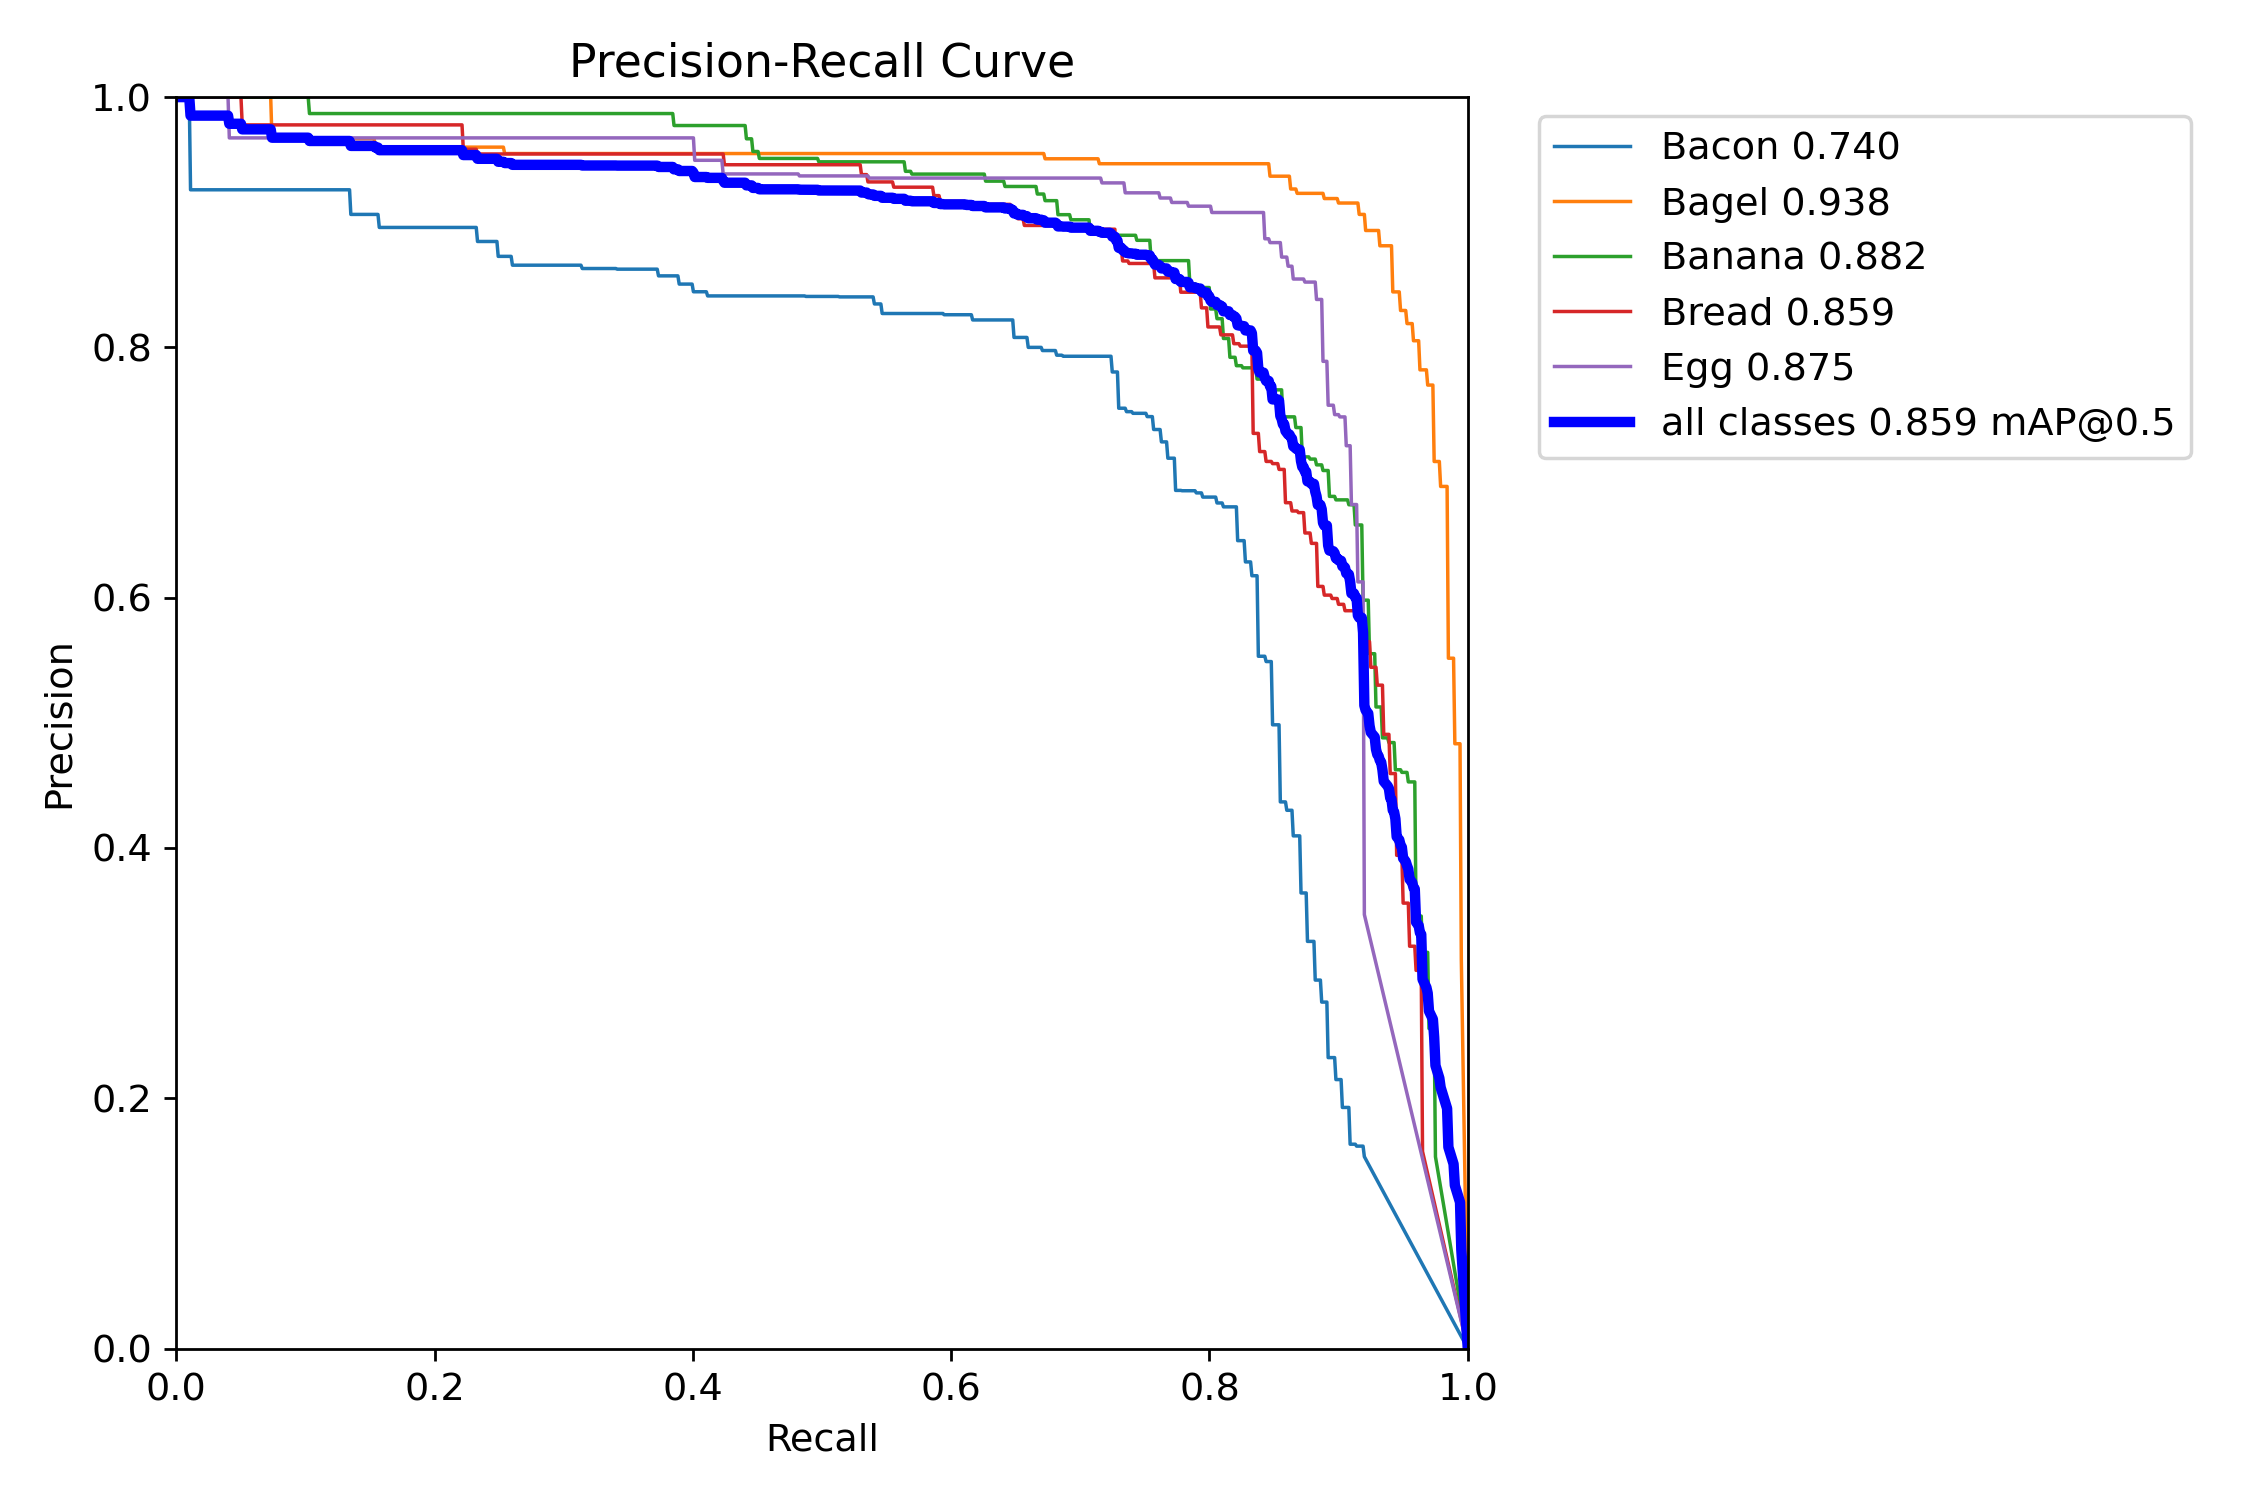 Precision-Recall Curve
1.0
0.8
0.6
0.4
0.2
0.0
Precision
0.0 0.2 0.4 0.6 0.8 1.0
Recall
Bacon 0.740
Bagel 0.938
Banana 0.882
Bread 0.859
Egg 0.875
all classes 0.859 mAP@0.5